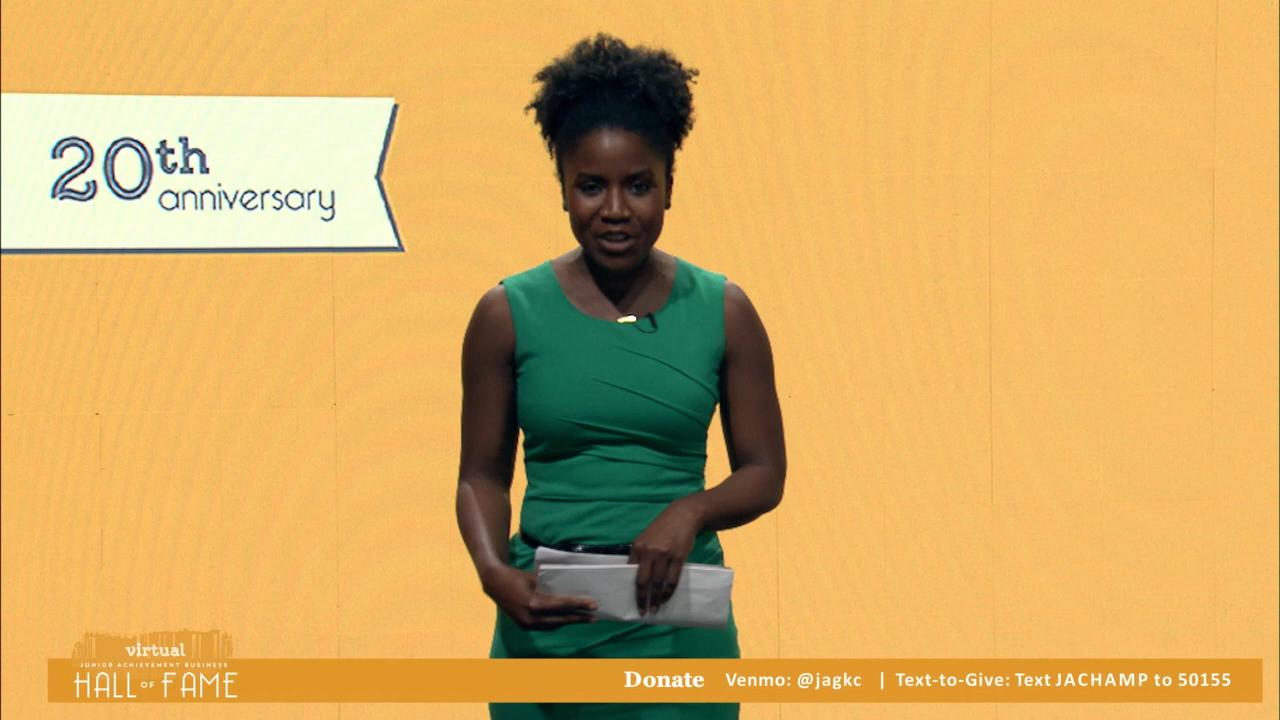 20th
anniversary
virtual
JUNIOR ACHIEVEMENT BUSINESS
HALL OF FAME
Donate Venmo: @jagkc | Text-to-Give: Text JACHAMP to 50155